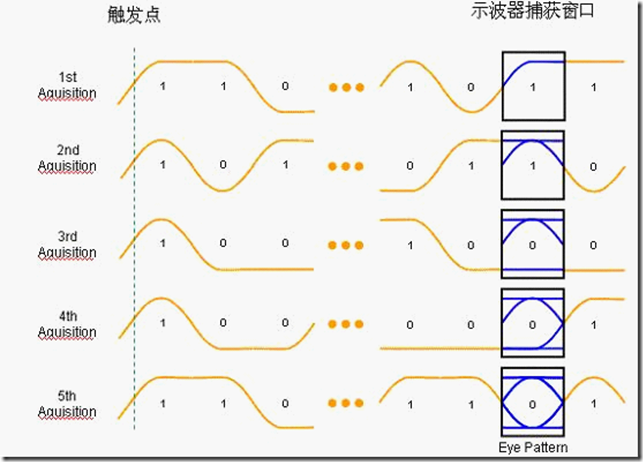 触发点
示波器捕获窗口
1st
Aquisition
1 1 0 1 0 1 1
2nd
Aquisition
1 0 1 0 1 1 0
3rd
Aquisition
1 0 0 1 0 0 0
4th
Aquisition
1 0 0 0 0 0 1
5th
Aquisition
1 1 0 1 1 0 1
Eye Pattern